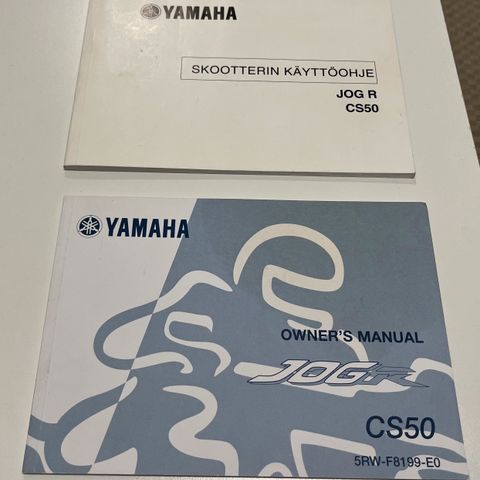 YAMAHA
SKOOTTERIN KÄYTTÖOHJE
JOG R
CS50
YAMAHA
OWNER'S MANUAL
JOG R
CS50
5RW-F8199-E0